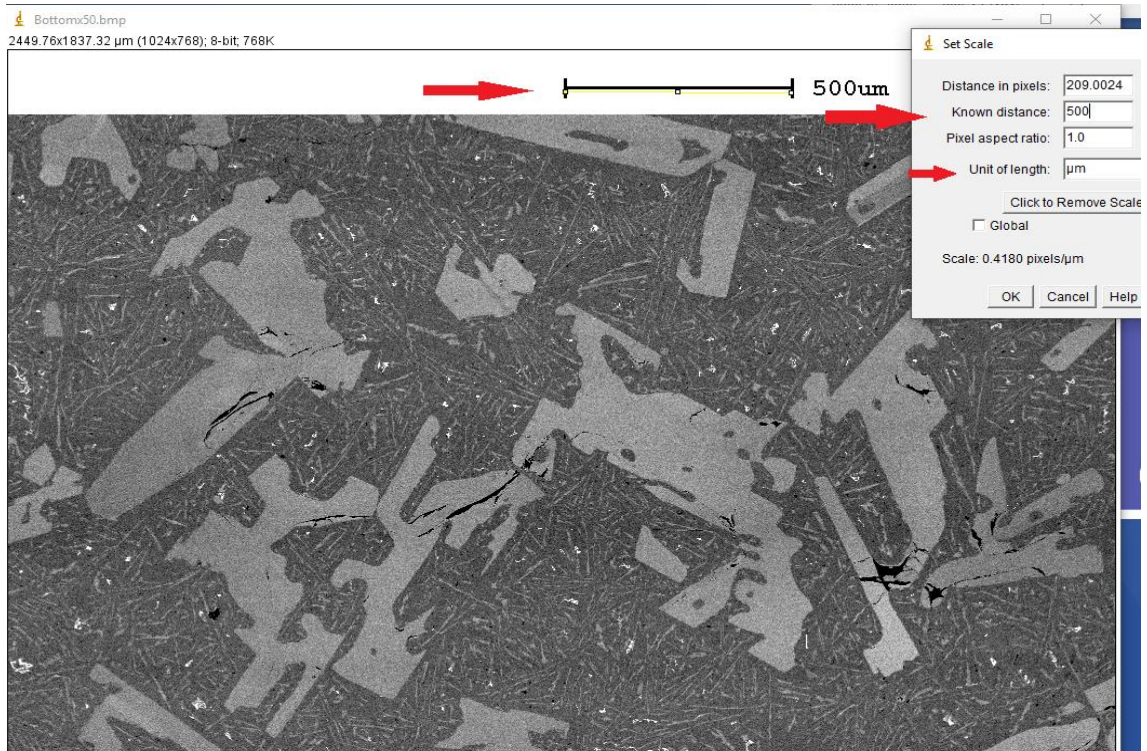 Bottomx50.bmp
2449.76x1837.32 µm (1024x768); 8-bit; 768K
500um
Set Scale
Distance in pixels: 209.0024
Known distance: 500
Pixel aspect ratio: 1.0
Unit of length: µm
Click to Remove Scale
Global
Scale: 0.4180 pixels/µm
OK Cancel Help